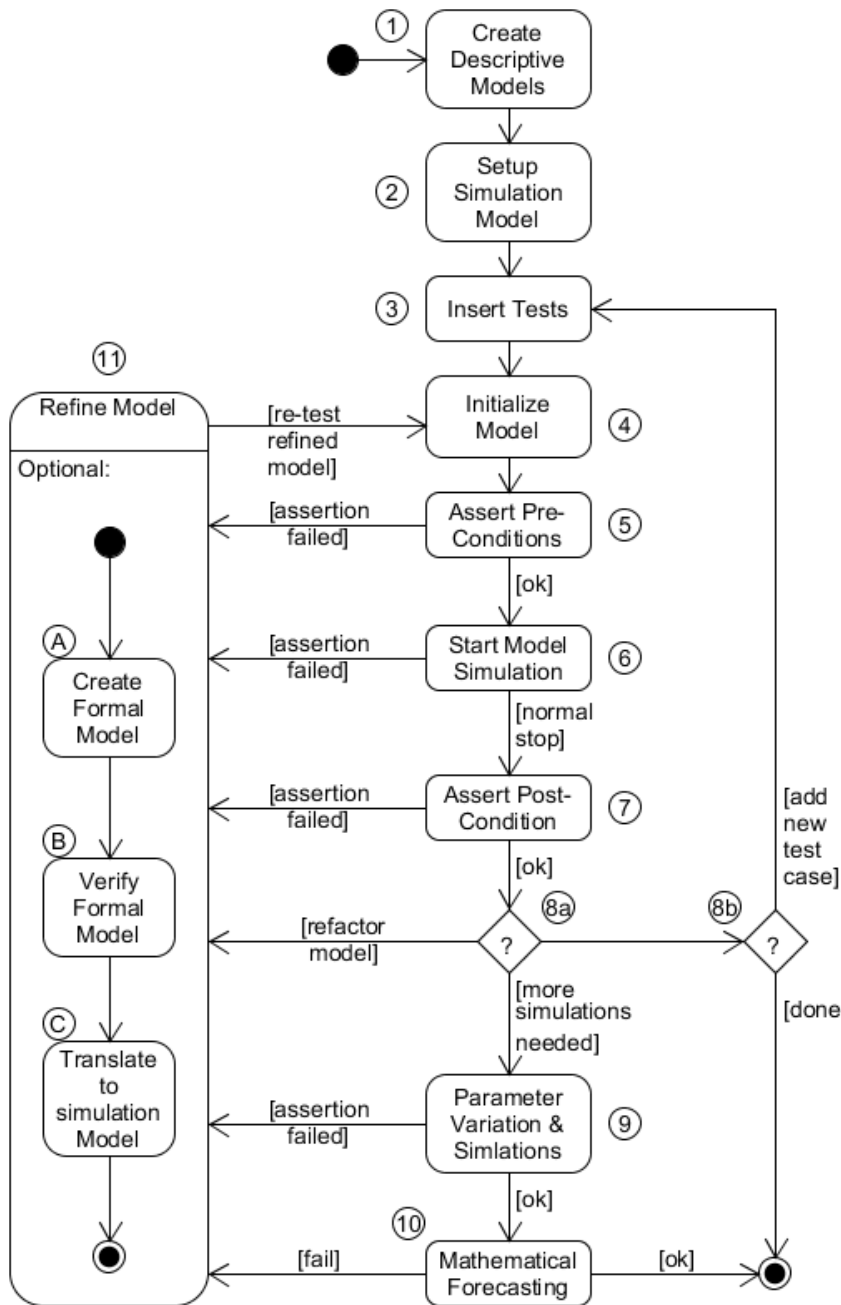 1
Create
Descriptive
Models
2
Setup
Simulation
Model
3
Insert Tests
11
Refine Model
Optional:
[re-test
refined
model]
Initialize
Model
4
[assertion
failed]
Assert Pre-
Conditions
5
[ok]
A
Create
Formal
Model
[assertion
failed]
Start Model
Simulation
6
[normal
stop]
[assertion
failed]
Assert Post-
Condition
7
[add
new
test
case]
[ok]
B
Verify
Formal
Model
[refactor
model]
?
8a
8b
?
[more
simulations
needed]
[done
C
Translate
to
simulation
Model
[assertion
failed]
Parameter
Variation &
Simlations
9
[ok]
10
[fail]
Mathematical
Forecasting
[ok]